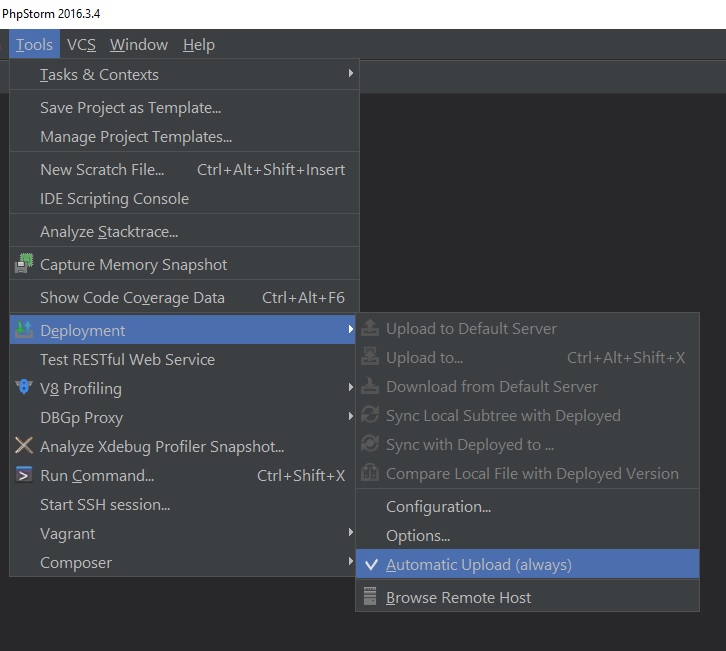 PhpStorm 2016.3.4
Tools VCS Window Help
Tasks & Contexts
Save Project as Template...
Manage Project Templates...
New Scratch File... Ctrl+Alt+Shift+Insert
IDE Scripting Console
Analyze Stacktrace...
Capture Memory Snapshot
Show Code Coverage Data Ctrl+Alt+F6
Deployment
Test RESTful Web Service
V8 Profiling
DBGp Proxy
Analyze Xdebug Profiler Snapshot...
Run Command... Ctrl+Shift+X
Start SSH session...
Vagrant
Composer
Upload to Default Server
Upload to... Ctrl+Alt+Shift+X
Download from Default Server
Sync Local Subtree with Deployed
Sync with Deployed to ...
Compare Local File with Deployed Version
Configuration...
Options...
Automatic Upload (always)
Browse Remote Host